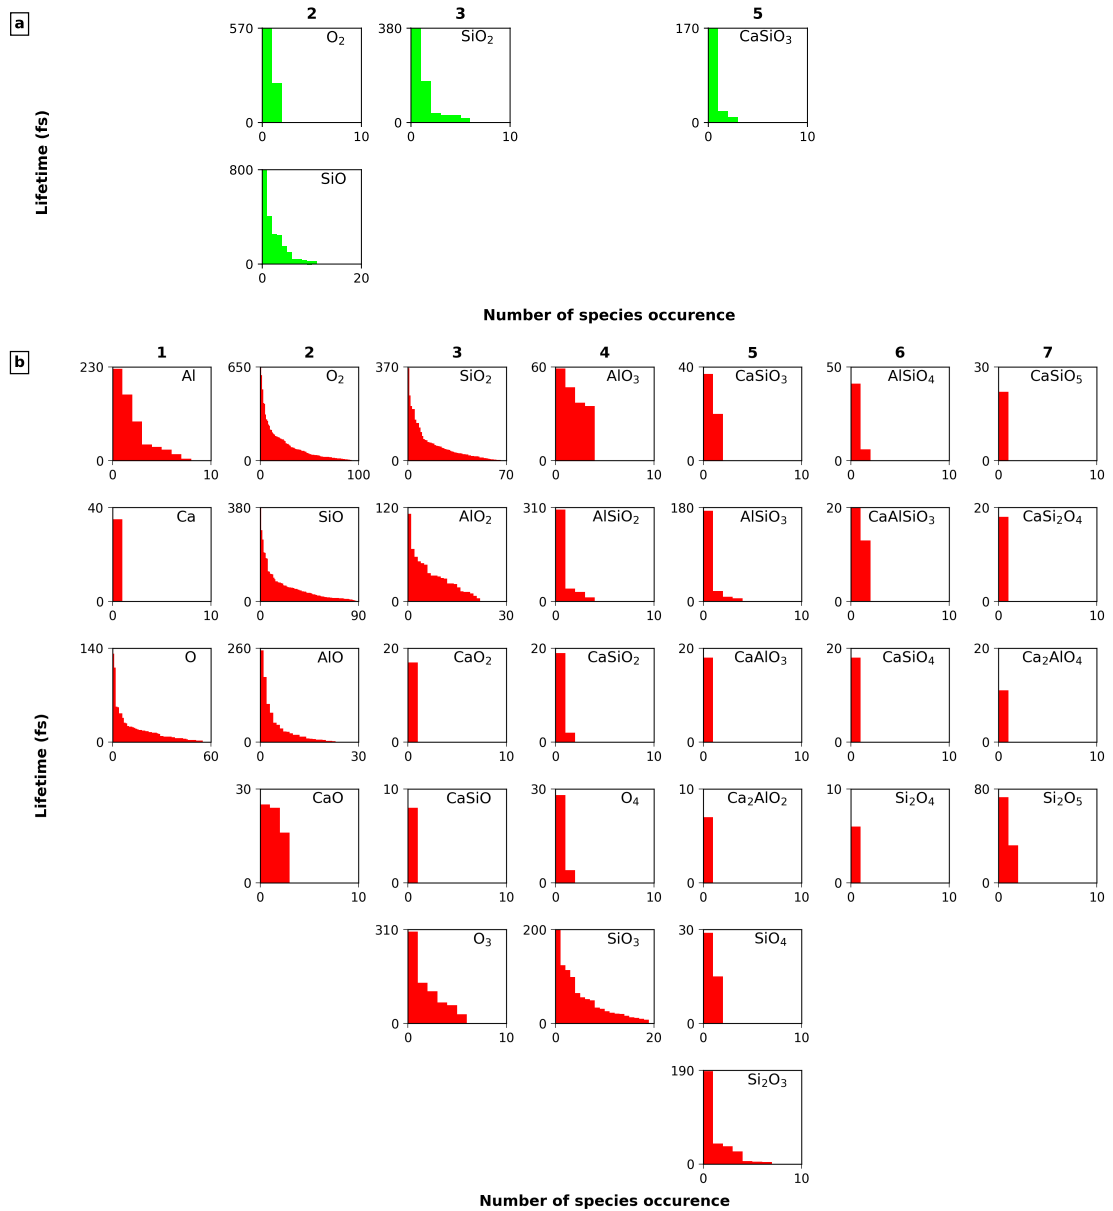 a
2 3 5
570 O₂ 380 SiO₂ 170 CaSiO₃
0 0 0
0 10 0 10 0 10
Lifetime (fs)
800 SiO
0
0 20
Number of species occurence
b
1 2 3 4 5 6 7
230 Al 650 O₂ 370 SiO₂ 60 AlO₃ 40 CaSiO₃ 50 AlSiO₄ 30 CaSiO₅
0 0 0 0 0 0 0
0 10 0 100 0 70 0 10 0 10 0 10 0 10
40 Ca 380 SiO 120 AlO₂ 310 AlSiO₂ 180 AlSiO₃ 20 CaAlSiO₃ 20 CaSi₂O₄
0 0 0 0 0 0 0
0 10 0 90 0 30 0 10 0 10 0 10 0 10
140 O 260 AlO 20 CaO₂ 20 CaSiO₂ 20 CaAlO₃ 20 CaSiO₄ 20 Ca₂AlO₄
0 0 0 0 0 0 0
0 60 0 30 0 10 0 10 0 10 0 10 0 10
Lifetime (fs)
30 CaO 10 CaSiO 30 O₄ 10 Ca₂AlO₂ 10 Si₂O₄ 80 Si₂O₅
0 0 0 0 0 0
0 10 0 10 0 10 0 10 0 10 0 10
310 O₃ 200 SiO₃ 30 SiO₄
0 0 0
0 10 0 20 0 10
190 Si₂O₃
0
0 10
Number of species occurence